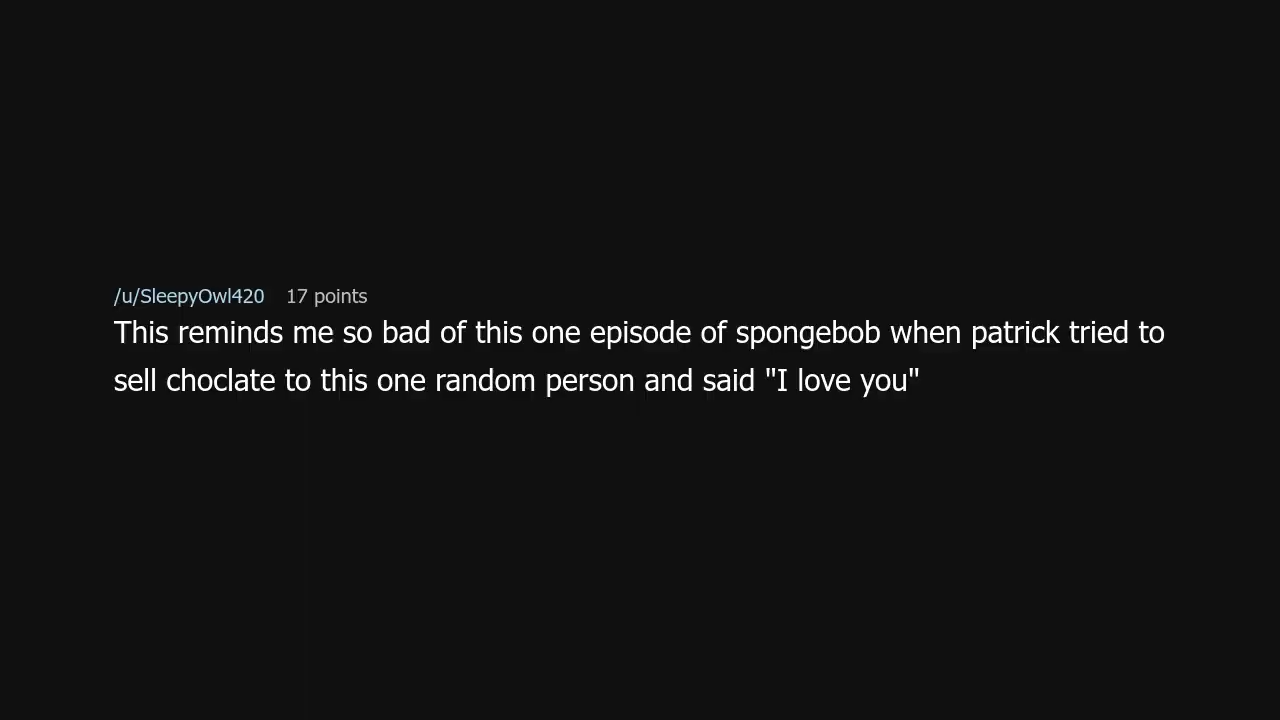 /u/SleepyOwl420 17 points
This reminds me so bad of this one episode of spongebob when patrick tried to
sell choclate to this one random person and said "I love you"